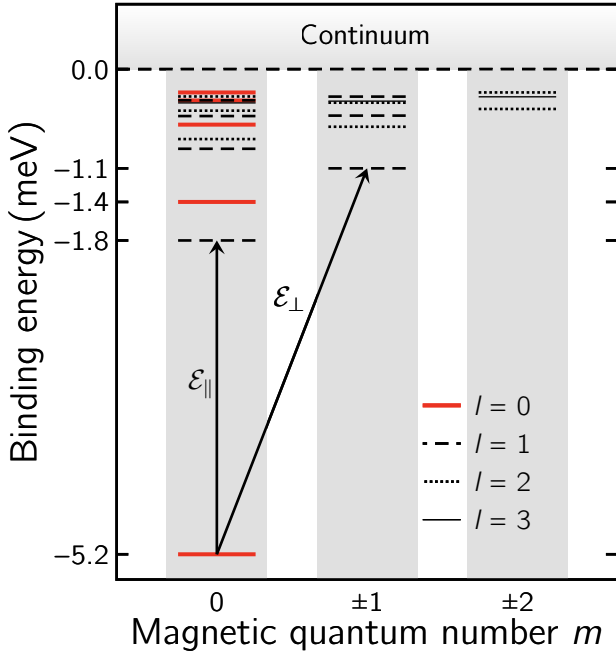 Continuum
0.0
−1.1
−1.4
−1.8
−5.2
Binding energy (meV)
ℰ∥
ℰ⊥
l = 0
l = 1
l = 2
l = 3
0
±1
±2
Magnetic quantum number m